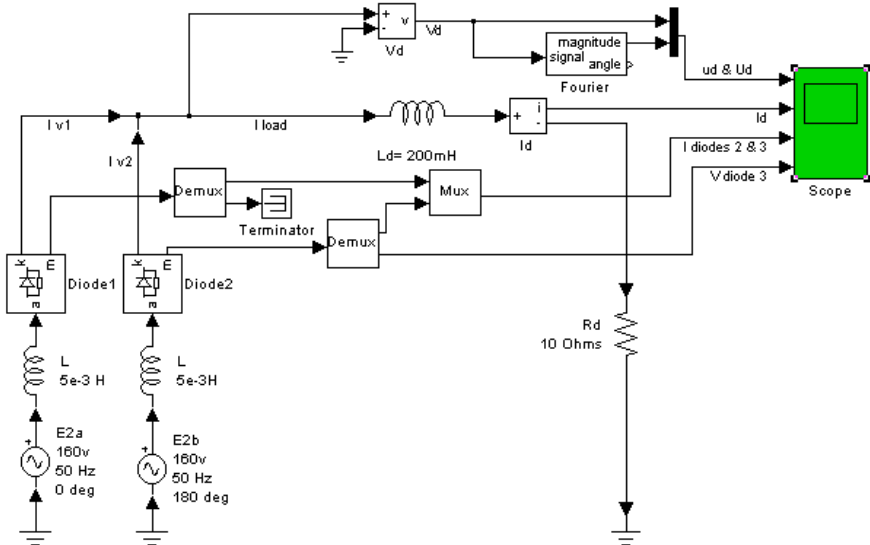 +
-
v
Vd
Vd
magnitude
signal
angle
Fourier
ud & Ud
I v1
I load
+
i
-
Id
Id
I v2
Ld= 200mH
I diodes 2 & 3
V diode 3
Scope
Demux
Mux
Terminator
Demux
k
m
a
Diode1
k
m
a
Diode2
L
5e-3 H
L
5e-3H
Rd
10 Ohms
+
E2a
160v
50 Hz
0 deg
+
E2b
160v
50 Hz
180 deg